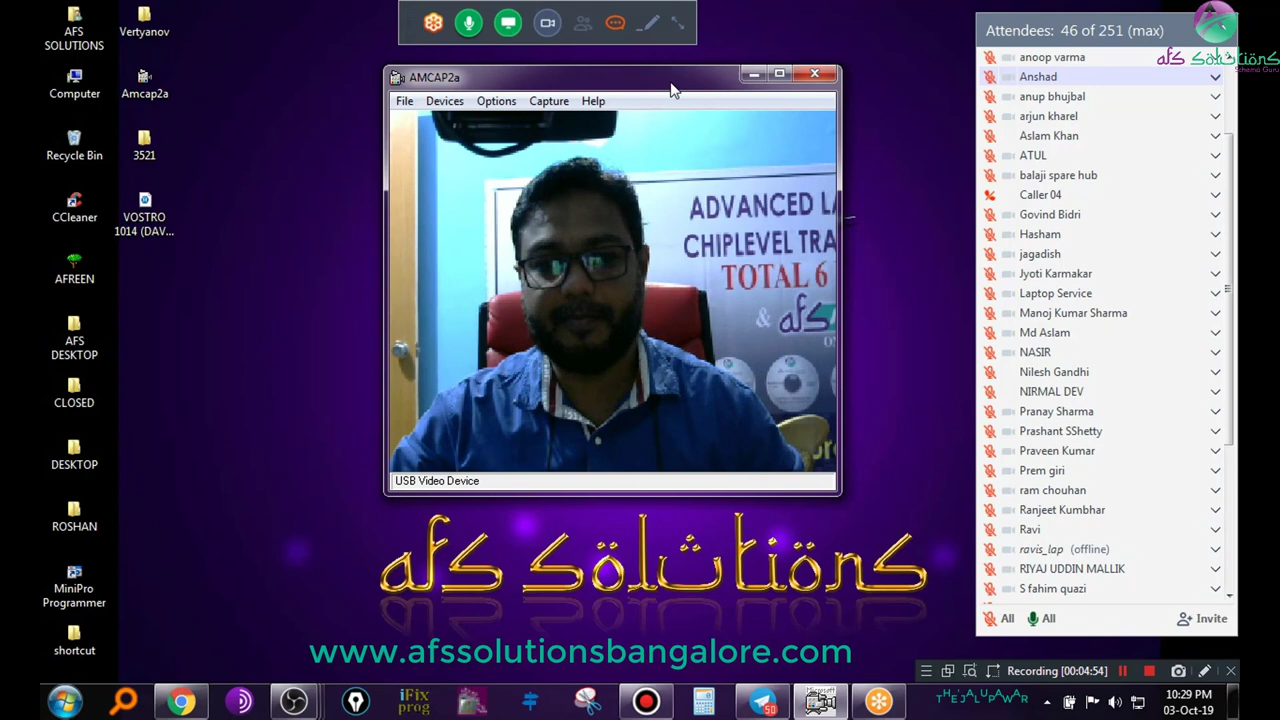 AFS
SOLUTIONS
Vertyanov
Computer
Amcap2a
Recycle Bin
3521
CCleaner
VOSTRO
1014 (DAV...
AFREEN
AFS
DESKTOP
CLOSED
DESKTOP
ROSHAN
MiniPro
Programmer
shortcut
AMCAP2a
File Devices Options Capture Help
ADVANCED LA
CHIPLEVEL TRA
TOTAL 6
& afs
USB Video Device
afs solutions
www.afssolutionsbangalore.com
Attendees: 46 of 251 (max)
afs solutions
anoop varma
Anshad
anup bhujbal
arjun kharel
Aslam Khan
ATUL
balaji spare hub
Caller 04
Govind Bidri
Hasham
jagadish
Jyoti Karmakar
Laptop Service
Manoj Kumar Sharma
Md Aslam
NASIR
Nilesh Gandhi
NIRMAL DEV
Pranay Sharma
Prashant SShetty
Praveen Kumar
Prem giri
ram chouhan
Ranjeet Kumbhar
Ravi
ravis_lap (offline)
RIYAJ UDDIN MALLIK
S fahim quazi
All All Invite
Recording [00:04:54]
iFix
prog
Microsoft
50
10:29 PM
03-Oct-19